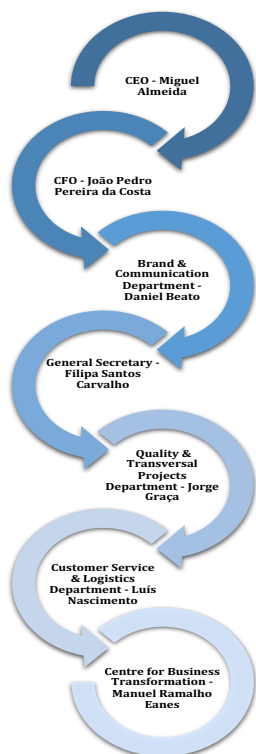 CEO - Miguel
Almeida
CFO - João Pedro
Pereira da Costa
Brand &
Communication
Department -
Daniel Beato
General Secretary -
Filipa Santos
Carvalho
Quality &
Transversal
Projects
Department - Jorge
Graça
Customer Service
& Logistics
Department - Luís
Nascimento
Centre for Business
Transformation -
Manuel Ramalho
Eanes